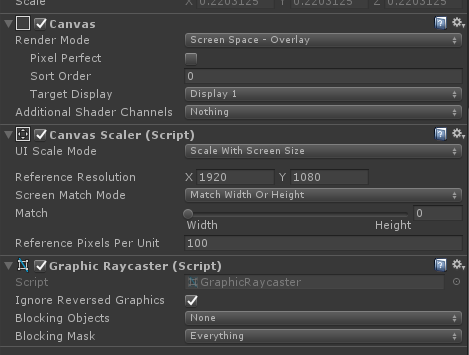 Scale X 0.2203125 Y 0.2203125 Z 0.2203125
Canvas
Render Mode Screen Space - Overlay
Pixel Perfect
Sort Order 0
Target Display Display 1
Additional Shader Channels Nothing
Canvas Scaler (Script)
UI Scale Mode Scale With Screen Size
Reference Resolution X 1920 Y 1080
Screen Match Mode Match Width Or Height
Match 0
Width Height
Reference Pixels Per Unit 100
Graphic Raycaster (Script)
Script GraphicRaycaster
Ignore Reversed Graphics
Blocking Objects None
Blocking Mask Everything